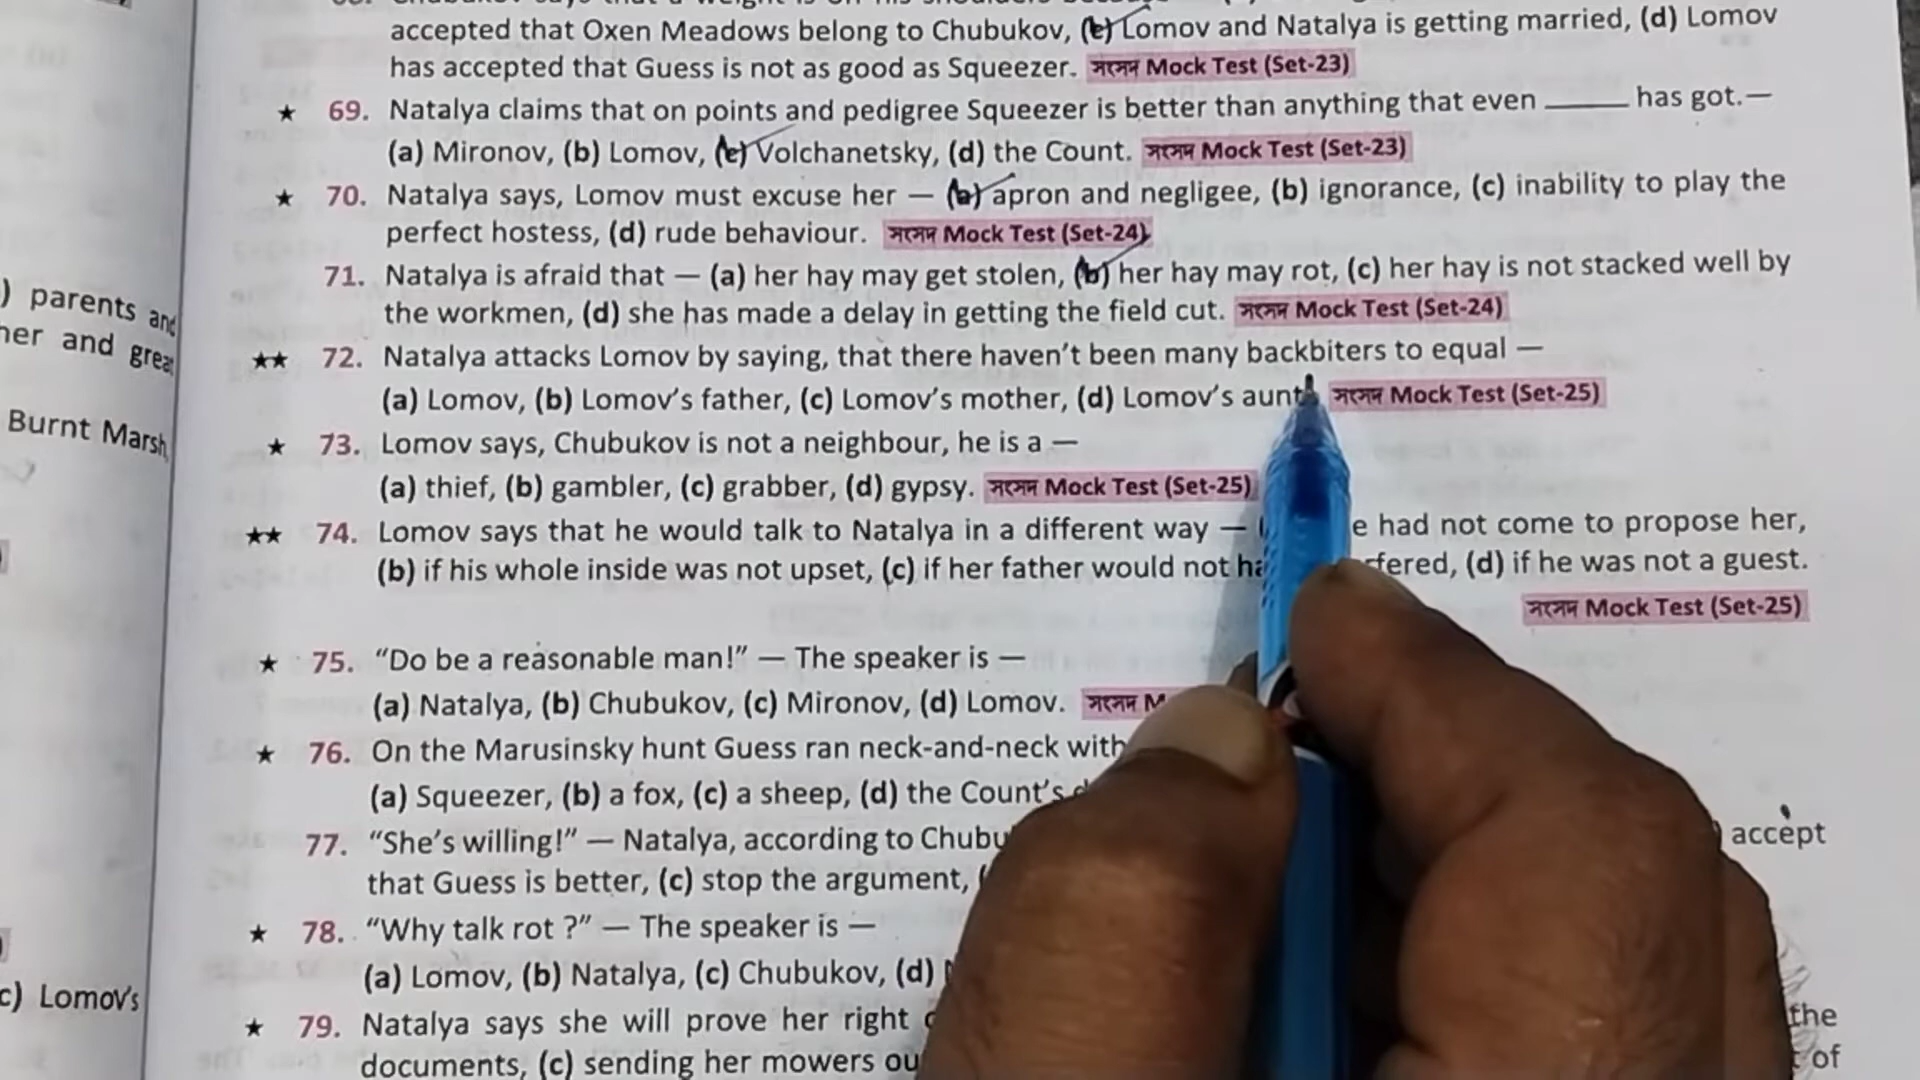 accepted that Oxen Meadows belong to Chubukov, (c) Lomov and Natalya is getting married, (d) Lomov
has accepted that Guess is not as good as Squeezer. সংসদ Mock Test (Set-23)
★ 69. Natalya claims that on points and pedigree Squeezer is better than anything that even ______ has got.—
(a) Mironov, (b) Lomov, (c) Volchanetsky, (d) the Count. সংসদ Mock Test (Set-23)
★ 70. Natalya says, Lomov must excuse her — (a) apron and negligee, (b) ignorance, (c) inability to play the
perfect hostess, (d) rude behaviour. সংসদ Mock Test (Set-24)
71. Natalya is afraid that — (a) her hay may get stolen, (b) her hay may rot, (c) her hay is not stacked well by
the workmen, (d) she has made a delay in getting the field cut. সংসদ Mock Test (Set-24)
★★ 72. Natalya attacks Lomov by saying, that there haven't been many backbiters to equal —
(a) Lomov, (b) Lomov's father, (c) Lomov's mother, (d) Lomov's aunt সংসদ Mock Test (Set-25)
★ 73. Lomov says, Chubukov is not a neighbour, he is a —
(a) thief, (b) gambler, (c) grabber, (d) gypsy. সংসদ Mock Test (Set-25)
★★ 74. Lomov says that he would talk to Natalya in a different way — had not come to propose her,
(b) if his whole inside was not upset, (c) if her father would not (d) if he was not a guest.
সংসদ Mock Test (Set-25)
★ 75. "Do be a reasonable man!" — The speaker is —
(a) Natalya, (b) Chubukov, (c) Mironov, (d) Lomov. সংসদ
★ 76. On the Marusinsky hunt Guess ran neck-and-neck with
(a) Squeezer, (b) a fox, (c) a sheep, (d) the Count's
77. "She's willing!" — Natalya, according to accept
that Guess is better, (c) stop the argument,
★ 78. "Why talk rot ?" — The speaker is —
(a) Lomov, (b) Natalya, (c) Chubukov, (d)
★ 79. Natalya says she will prove her right the
documents, (c) sending her mowers of
) parents and
her and great
Burnt Marsh,
c) Lomov's